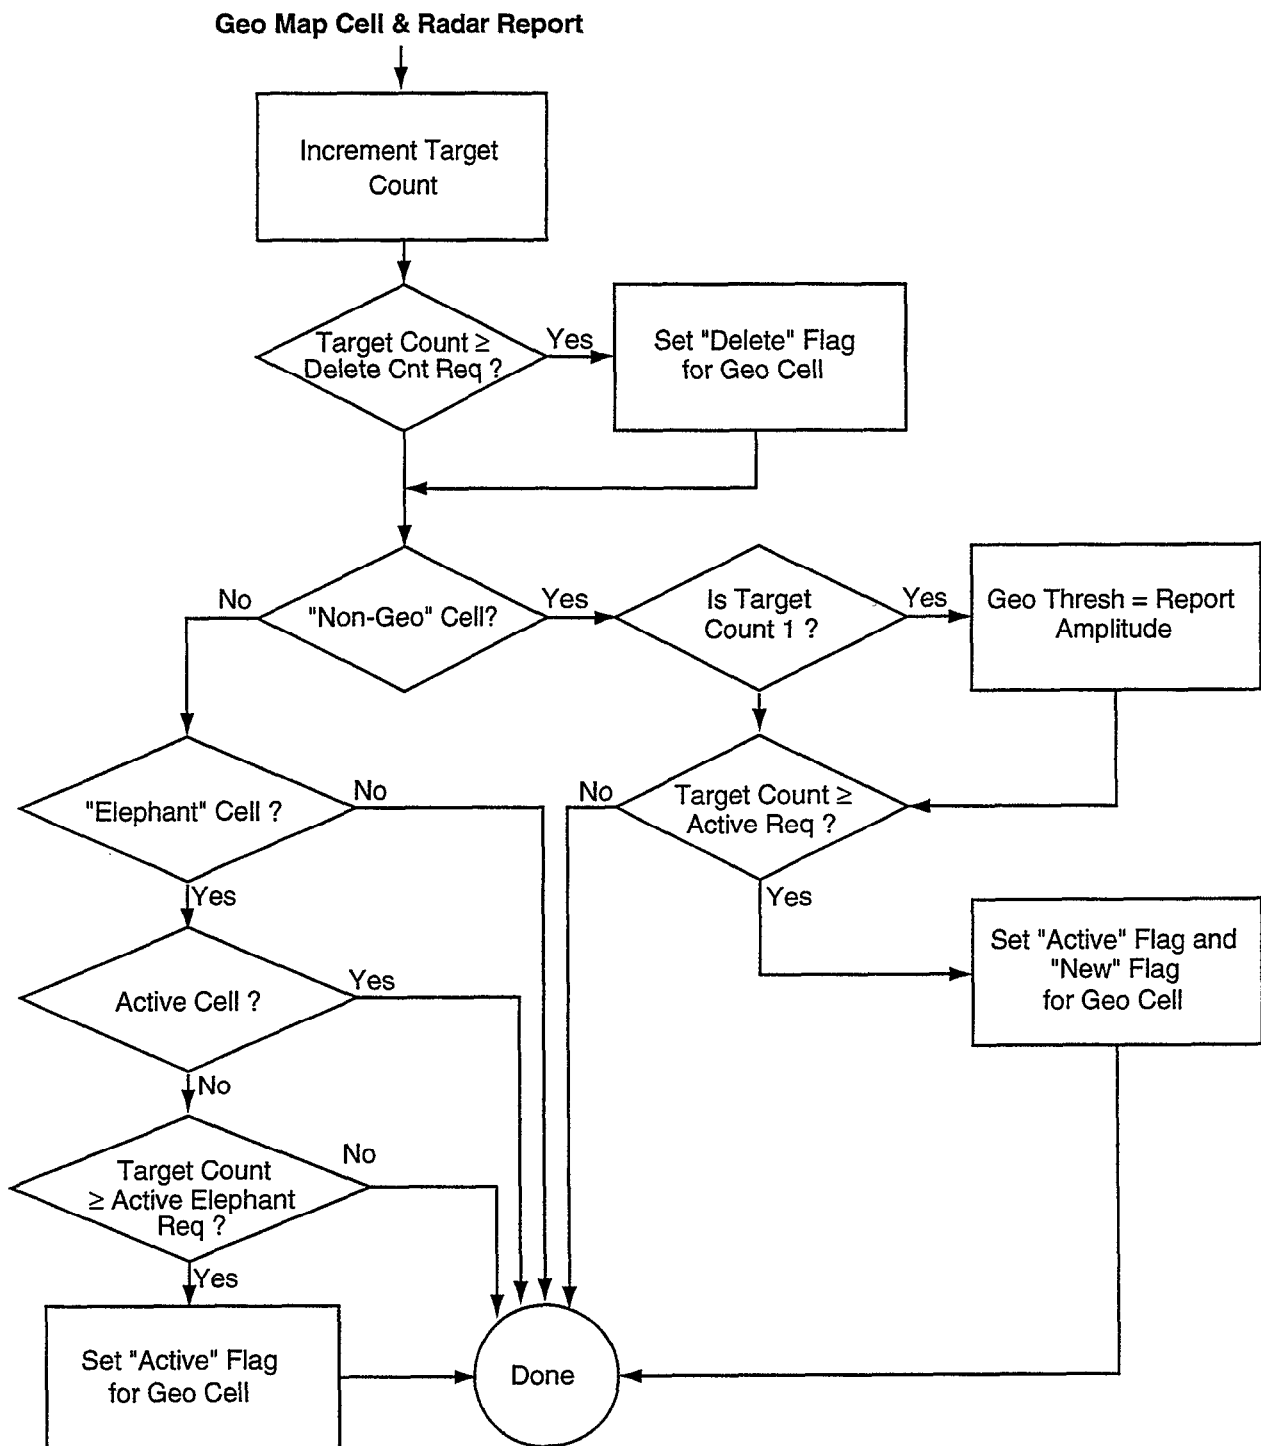 Geo Map Cell & Radar Report
Increment Target
Count
Target Count ≥
Delete Cnt Req ?
Yes
Set "Delete" Flag
for Geo Cell
"Non-Geo" Cell?
No
Yes
Is Target
Count 1 ?
Yes
Geo Thresh = Report
Amplitude
"Elephant" Cell ?
No
Yes
No
Target Count ≥
Active Req ?
Yes
Set "Active" Flag and
"New" Flag
for Geo Cell
Active Cell ?
Yes
No
Target Count
≥ Active Elephant
Req ?
No
Yes
Set "Active" Flag
for Geo Cell
Done